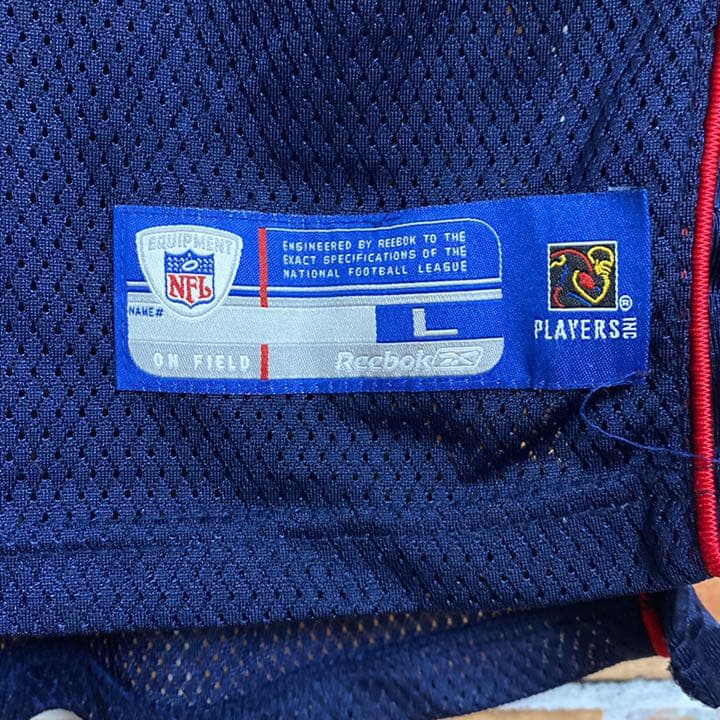 EQUIPMENT
NFL
ENGINEERED BY REEBOK TO THE
EXACT SPECIFICATIONS OF THE
NATIONAL FOOTBALL LEAGUE
NAME#
L
ON FIELD
Reebok
PLAYERS INC
®